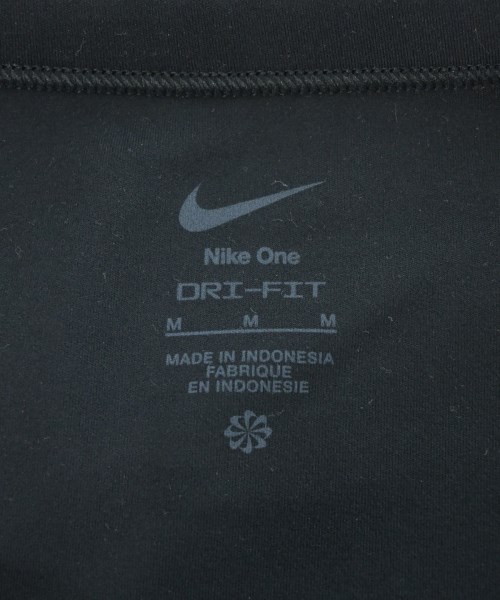 Nike One
DRI-FIT
M M M
MADE IN INDONESIA
FABRIQUE
EN INDONESIE